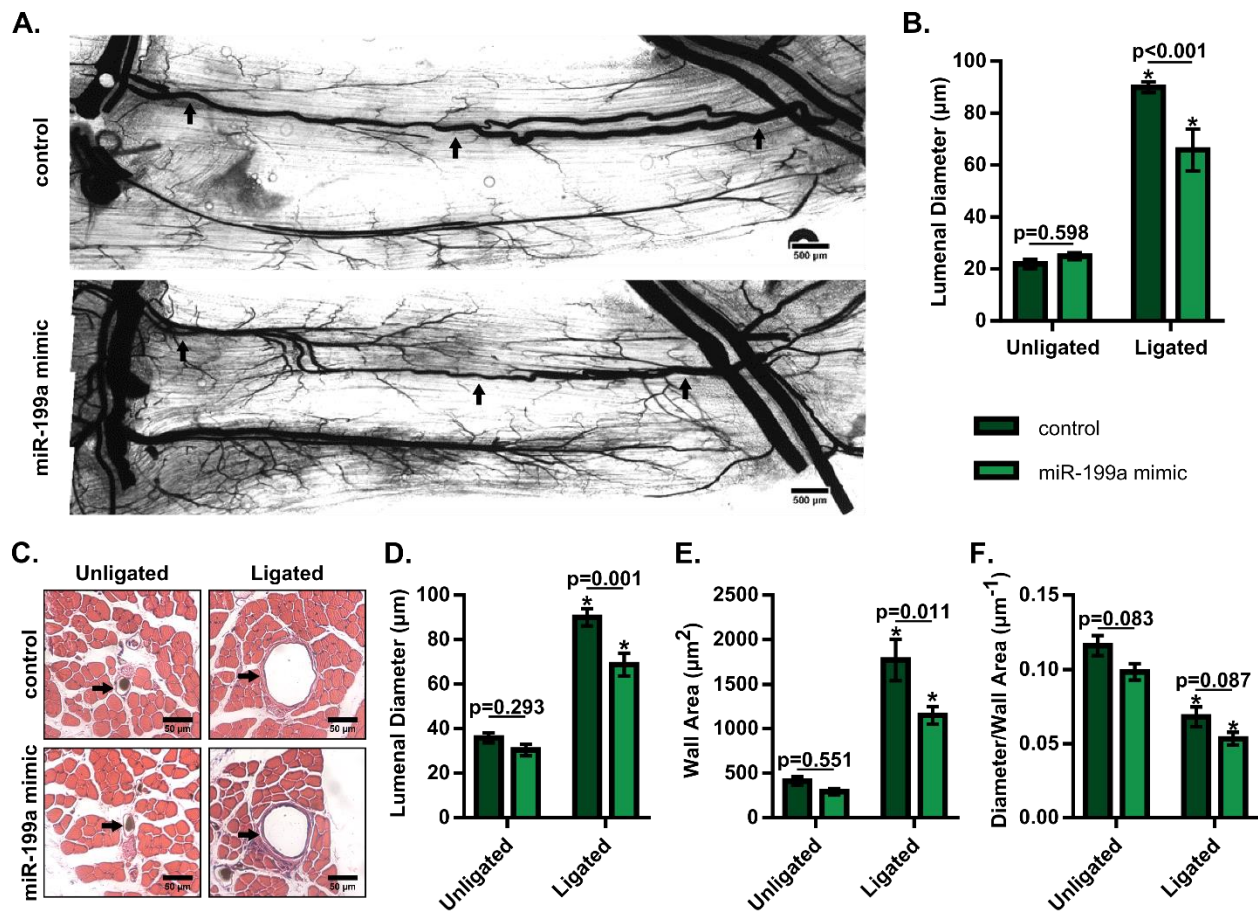 A.
control
500 µm
miR-199a mimic
500 µm
B.
Lumenal Diameter (µm)
100
80
60
40
20
0
p=0.598
p<0.001
*
*
Unligated
Ligated
control
miR-199a mimic
C.
Unligated
Ligated
control
50 µm
50 µm
miR-199a mimic
50 µm
50 µm
D.
Lumenal Diameter (µm)
100
80
60
40
20
0
p=0.293
p=0.001
*
*
Unligated
Ligated
E.
Wall Area (µm²)
2500
2000
1500
1000
500
0
p=0.551
p=0.011
*
*
Unligated
Ligated
F.
Diameter/Wall Area (µm⁻¹)
0.15
0.10
0.05
0.00
p=0.083
p=0.087
*
*
Unligated
Ligated